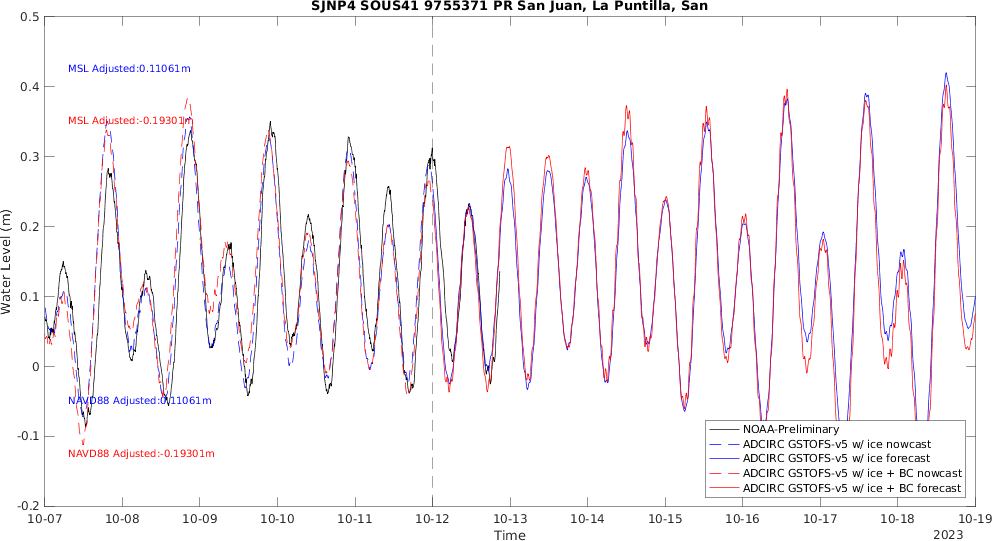 SJNP4 SOUS41 9755371 PR San Juan, La Puntilla, San
0.5
0.4
0.3
0.2
0.1
0
-0.1
-0.2
Water Level (m)
MSL Adjusted:0.11061m
MSL Adjusted:-0.19301m
NAVD88 Adjusted:0.11061m
NAVD88 Adjusted:-0.19301m
NOAA-Preliminary
ADCIRC GSTOFS-v5 w/ ice nowcast
ADCIRC GSTOFS-v5 w/ ice forecast
ADCIRC GSTOFS-v5 w/ ice + BC nowcast
ADCIRC GSTOFS-v5 w/ ice + BC forecast
10-07 10-08 10-09 10-10 10-11 10-12 10-13 10-14 10-15 10-16 10-17 10-18 10-19
Time
2023